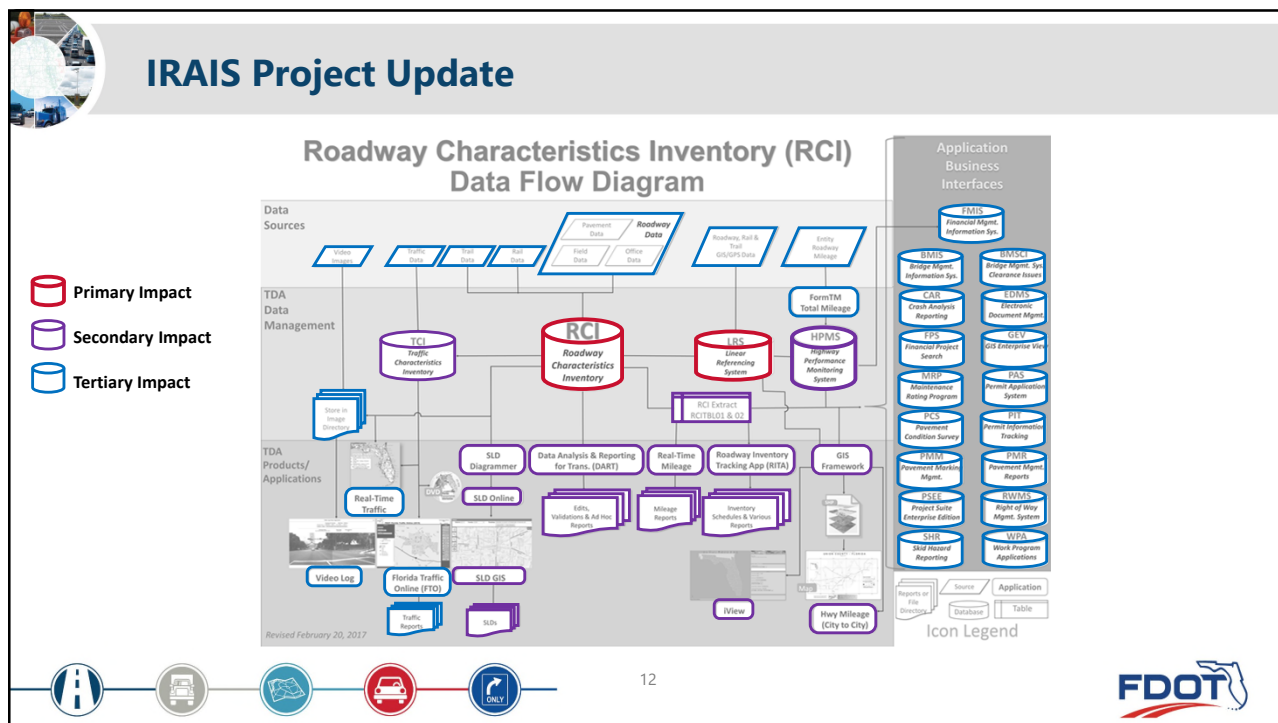 IRAIS Project Update
Roadway Characteristics Inventory (RCI)
Data Flow Diagram
Application
Business
Interfaces
Data
Sources
Video
Images
Traffic
Data
Trail
Data
Rail
Data
Pavement
Data
Roadway
Data
Field
Data
Office
Data
Roadway, Rail &
Trail
GIS/GPS Data
Entity
Roadway
Mileage
FMIS
Financial Mgmt.
Information Sys.
BMIS
Bridge Mgmt.
Information Sys.
BMSCI
Bridge Mgmt. Sys.
Clearance Issues
CAR
Crash Analysis
Reporting
EDMS
Electronic
Document Mgmt.
FPS
Financial Project
Search
GEV
GIS Enterprise View
MRP
Maintenance
Rating Program
PAS
Permit Application
System
PCS
Pavement
Condition Survey
PIT
Permit Information
Tracking
PMM
Pavement Marking
Mgmt.
PMR
Pavement Mgmt.
Reports
PSEE
Project Suite
Enterprise Edition
RWMS
Right of Way
Mgmt. System
SHR
Skid Hazard
Reporting
WPA
Work Program
Applications
Primary Impact
Secondary Impact
Tertiary Impact
TDA
Data
Management
FormTM
Total Mileage
TCI
Traffic
Characteristics
Inventory
RCI
Roadway
Characteristics
Inventory
LRS
Linear
Referencing
System
HPMS
Highway
Performance
Monitoring
System
Store in
Image
Directory
RCI Extract
RCITBL01 & 02
TDA
Products/
Applications
SLD
Diagrammer
Data Analysis & Reporting
for Trans. (DART)
Real-Time
Mileage
Roadway Inventory
Tracking App (RITA)
GIS
Framework
DVD
Real-Time
Traffic
SLD Online
Edits,
Validations & Ad Hoc
Reports
Mileage
Reports
Inventory
Schedules & Various
Reports
Map
Video Log
Florida Traffic
Online (FTO)
SLD GIS
Traffic
Reports
SLDs
iView
Hwy Mileage
(City to City)
Revised February 20, 2017
Reports or
File
Directory
Source
Application
Database
Table
Icon Legend
ONLY
12
FDOT